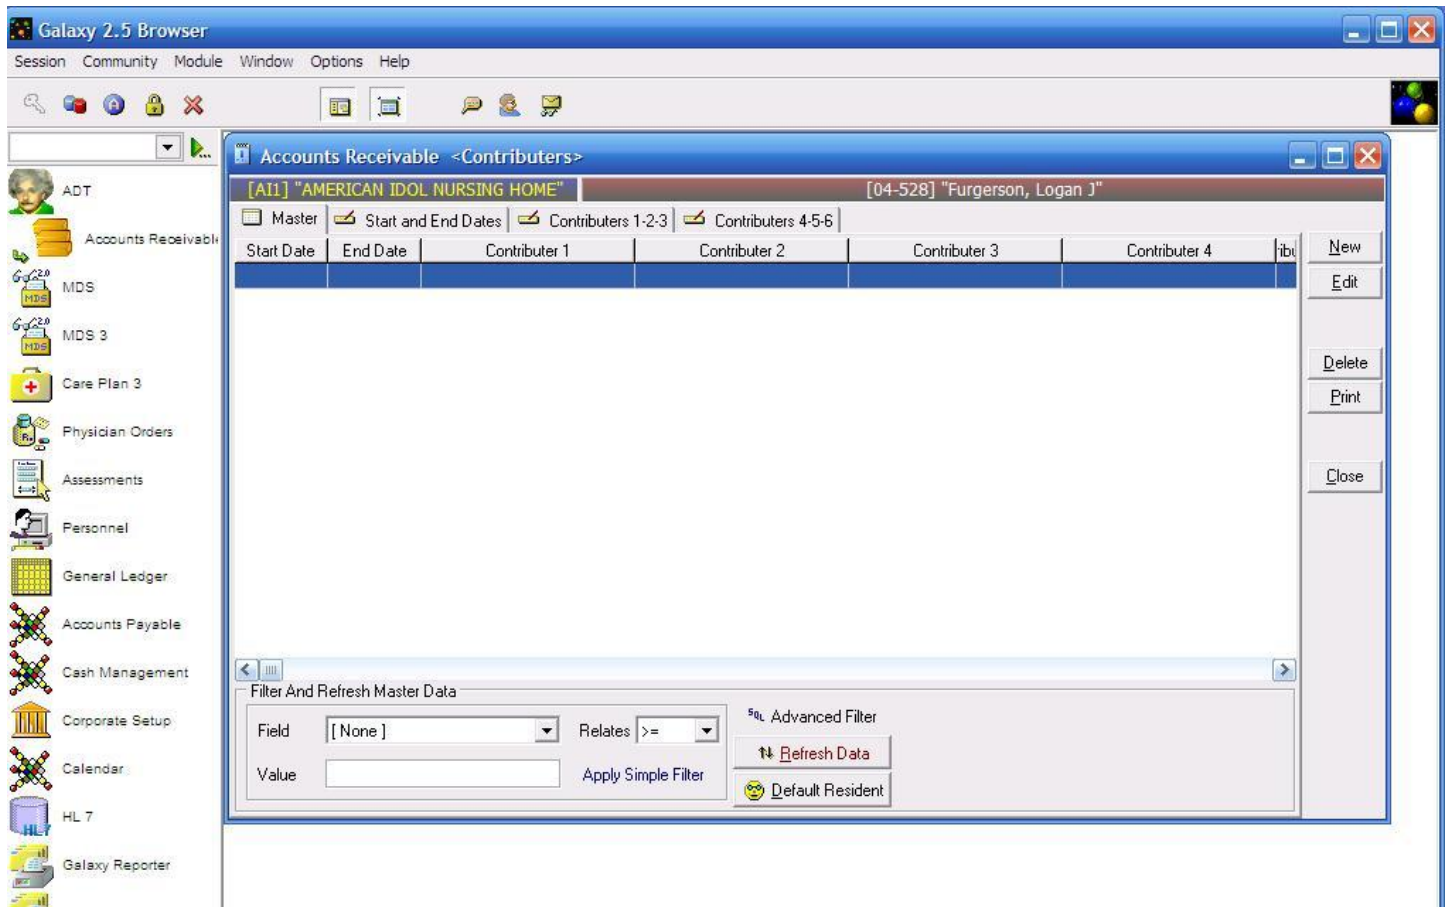 Galaxy 2.5 Browser
Session Community Module Window Options Help
Accounts Receivable <Contributers>
[AI1] "AMERICAN IDOL NURSING HOME" [04-528] "Furgerson, Logan J"
Master Start and End Dates Contributers 1-2-3 Contributers 4-5-6
Start Date End Date Contributer 1 Contributer 2 Contributer 3 Contributer 4
New
Edit
Delete
Print
Close
ADT
Accounts Receivabl
MDS
MDS 3
Care Plan 3
Physician Orders
Assessments
Personnel
General Ledger
Accounts Payable
Cash Management
Corporate Setup
Calendar
HL 7
Galaxy Reporter
Filter And Refresh Master Data
Field [ None ] Relates >=
Value Apply Simple Filter
SQL Advanced Filter
Refresh Data
Default Resident